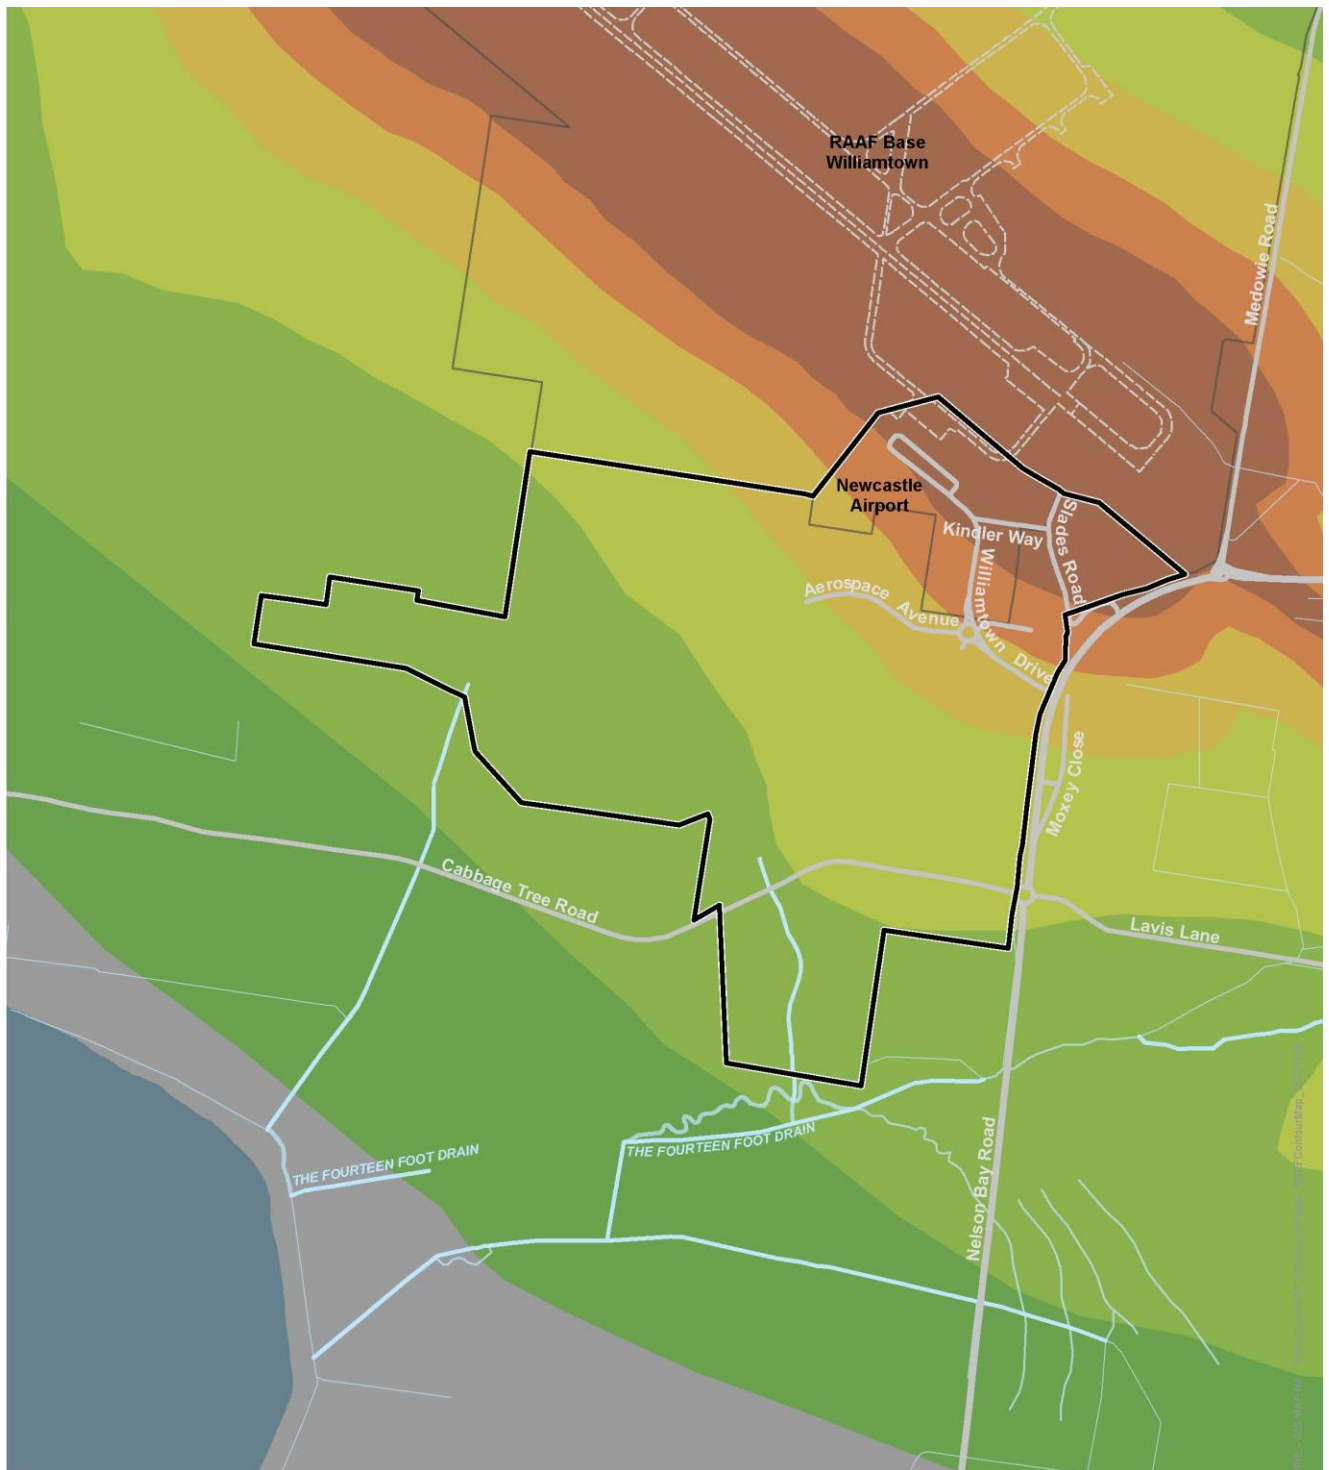 RAAF Base
Williamtown
Medowie Road
Newcastle
Airport
Kindler Way
Slades Road
Williamtown Drive
Aerospace Avenue
Moxey Close
Cabbage Tree Road
Lavis Lane
THE FOURTEEN FOOT DRAIN
THE FOURTEEN FOOT DRAIN
Nelson Bay Road